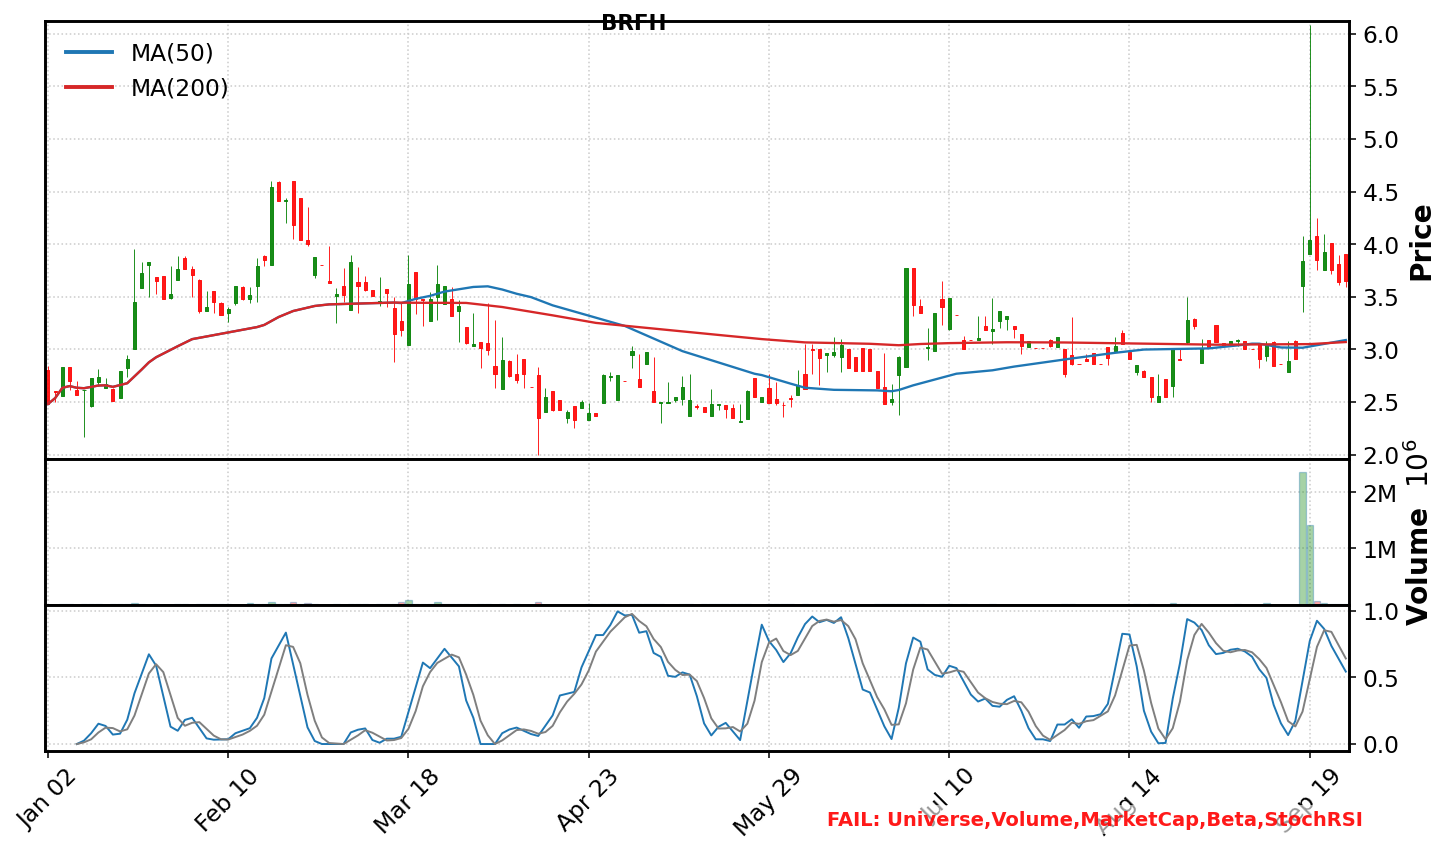 BRFH
MA(50)
MA(200)
6.0
5.5
5.0
4.5
4.0
3.5
3.0
2.5
2.0
Price
2M
1M
Volume 10^6
1.0
0.5
0.0
Jan 02
Feb 10
Mar 18
Apr 23
May 29
Jul 10
Aug 14
Sep 19
FAIL: Universe,Volume,MarketCap,Beta,StochRSI